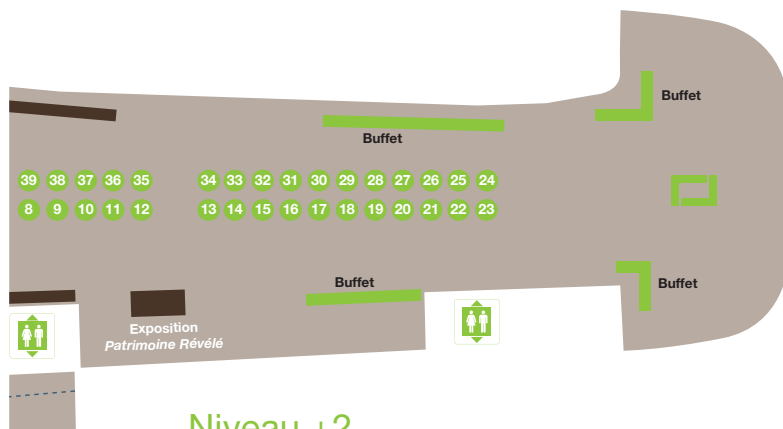 Buffet
Buffet
39 38 37 36 35 34 33 32 31 30 29 28 27 26 25 24
8 9 10 11 12 13 14 15 16 17 18 19 20 21 22 23
Buffet
Buffet
Exposition
Patrimoine Révélé
Niveau +2